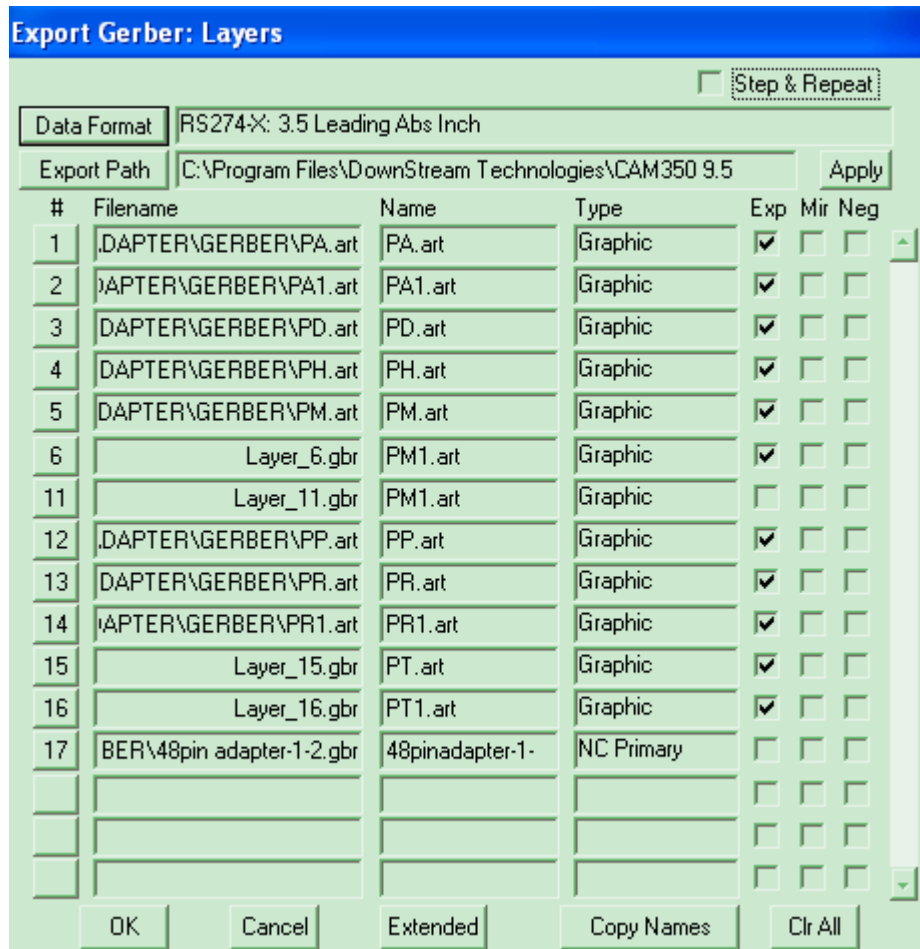 Export Gerber: Layers
Step & Repeat
Data Format RS274-X: 3.5 Leading Abs Inch
Export Path C:\Program Files\DownStream Technologies\CAM350 9.5 Apply
# Filename Name Type Exp Mir Neg
1 .DAPTER\GERBER\PA.art PA.art Graphic
2 )APTER\GERBER\PA1.art PA1.art Graphic
3 DAPTER\GERBER\PD.art PD.art Graphic
4 DAPTER\GERBER\PH.art PH.art Graphic
5 DAPTER\GERBER\PM.art PM.art Graphic
6 Layer_6.gbr PM1.art Graphic
11 Layer_11.gbr PM1.art Graphic
12 .DAPTER\GERBER\PP.art PP.art Graphic
13 DAPTER\GERBER\PR.art PR.art Graphic
14 APTER\GERBER\PR1.art PR1.art Graphic
15 Layer_15.gbr PT.art Graphic
16 Layer_16.gbr PT1.art Graphic
17 BER\48pin adapter-1-2.gbr 48pinadapter-1- NC Primary
OK Cancel Extended Copy Names Clr All